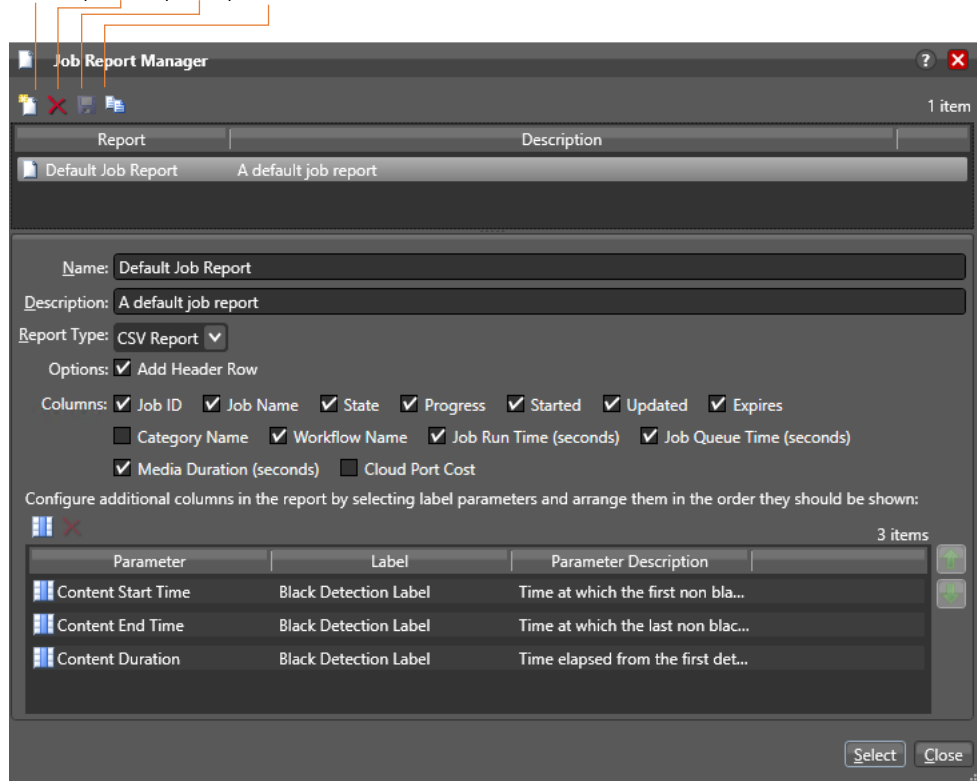 Job Report Manager
?
1 item
Report Description
Default Job Report A default job report
Name: Default Job Report
Description: A default job report
Report Type: CSV Report
Options: Add Header Row
Columns: Job ID Job Name State Progress Started Updated Expires
Category Name Workflow Name Job Run Time (seconds) Job Queue Time (seconds)
Media Duration (seconds) Cloud Port Cost
Configure additional columns in the report by selecting label parameters and arrange them in the order they should be shown:
3 items
Parameter Label Parameter Description
Content Start Time Black Detection Label Time at which the first non bla...
Content End Time Black Detection Label Time at which the last non blac...
Content Duration Black Detection Label Time elapsed from the first det...
Select Close